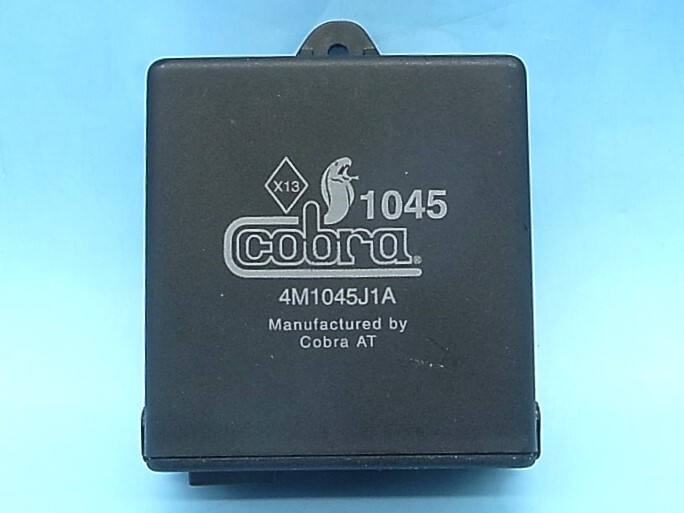 X13
1045
cobra®
4M1045J1A
Manufactured by
Cobra AT